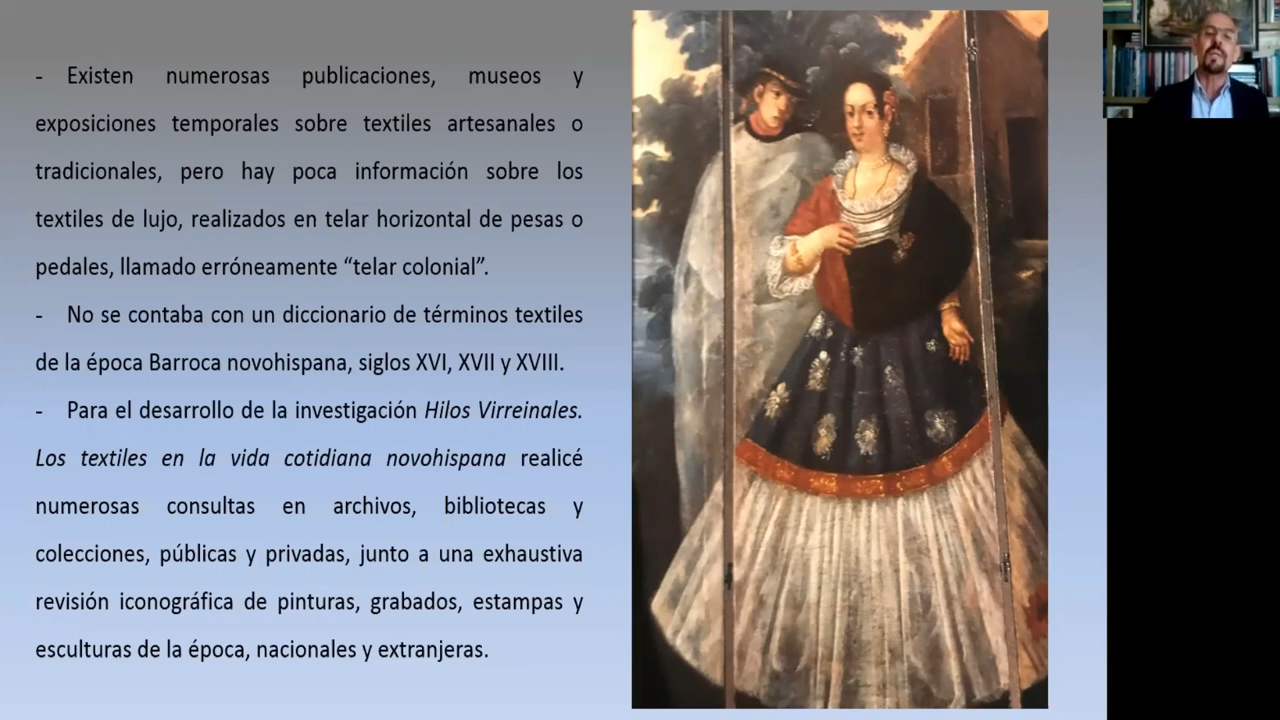 - Existen numerosas publicaciones, museos y
exposiciones temporales sobre textiles artesanales o
tradicionales, pero hay poca información sobre los
textiles de lujo, realizados en telar horizontal de pesas o
pedales, llamado erróneamente “telar colonial”.
- No se contaba con un diccionario de términos textiles
de la época Barroca novohispana, siglos XVI, XVII y XVIII.
- Para el desarrollo de la investigación Hilos Virreinales.
Los textiles en la vida cotidiana novohispana realicé
numerosas consultas en archivos, bibliotecas y
colecciones, públicas y privadas, junto a una exhaustiva
revisión iconográfica de pinturas, grabados, estampas y
esculturas de la época, nacionales y extranjeras.